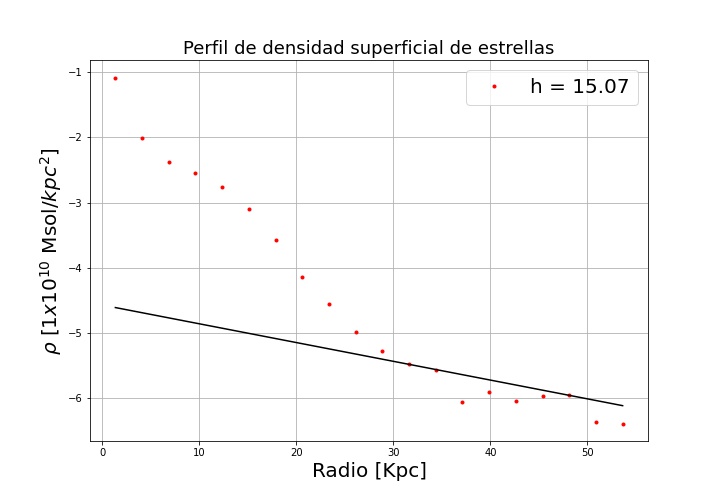 Perfil de densidad superficial de estrellas
h = 15.07
ρ [1x10¹⁰ Msol/kpc²]
−1
−2
−3
−4
−5
−6
0 10 20 30 40 50
Radio [Kpc]